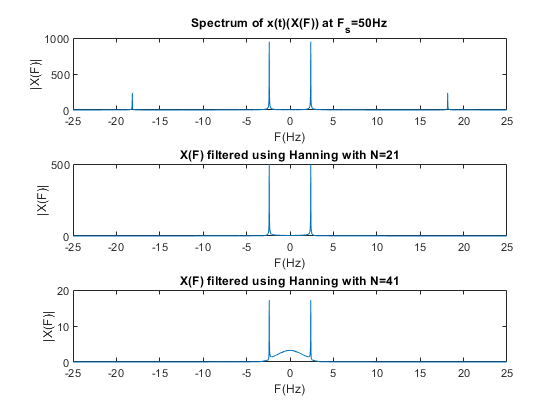 Spectrum of x(t)(X(F)) at Fs=50Hz
1000
500
0
|X(F)|
-25 -20 -15 -10 -5 0 5 10 15 20 25
F(Hz)
X(F) filtered using Hanning with N=21
500
0
|X(F)|
-25 -20 -15 -10 -5 0 5 10 15 20 25
F(Hz)
X(F) filtered using Hanning with N=41
20
10
0
|X(F)|
-25 -20 -15 -10 -5 0 5 10 15 20 25
F(Hz)